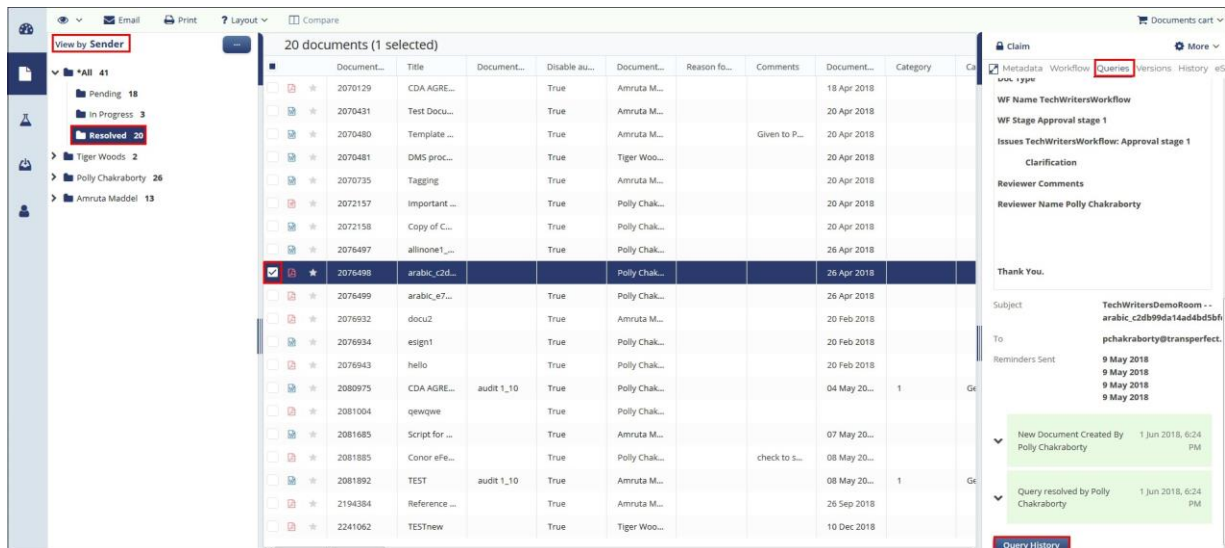 Email Print ? Layout Compare Documents cart
View by Sender ...
*All 41
Pending 18
In Progress 3
Resolved 20
Tiger Woods 2
Polly Chakraborty 26
Amruta Maddel 13
20 documents (1 selected)
Document... Title Document... Disable au... Document... Reason fo... Comments Document... Category Ca
2070129 CDA AGRE... True Amruta M... 18 Apr 2018
2070431 Test Docu... True Amruta M... 20 Apr 2018
2070480 Template ... True Amruta M... Given to P... 20 Apr 2018
2070481 DMS proc... True Tiger Woo... 20 Apr 2018
2070735 Tagging True Amruta M... 20 Apr 2018
2072157 Important ... True Polly Chak... 20 Apr 2018
2072158 Copy of C... True Polly Chak... 20 Apr 2018
2076497 allinone1_... True Polly Chak... 26 Apr 2018
2076498 arabic_c2d... Polly Chak... 26 Apr 2018
2076499 arabic_e7... True Polly Chak... 26 Apr 2018
2076932 docu2 True Amruta M... 20 Feb 2018
2076934 esign1 True Polly Chak... 20 Feb 2018
2076943 hello True Polly Chak... 20 Feb 2018
2080975 CDA AGRE... audit 1_10 True Polly Chak... 04 May 20... 1 Ge
2081004 qewqwe True Polly Chak...
2081685 Script for ... True Amruta M... 07 May 20...
2081885 Conor eFe... True Polly Chak... check to s... 08 May 20...
2081892 TEST audit 1_10 True Amruta M... 08 May 20... 1 Ge
2194384 Reference ... True Amruta M... 26 Sep 2018
2241062 TESTnew True Tiger Woo... 10 Dec 2018
Claim More
Metadata Workflow Queries Versions History eS
Doc Type
WF Name TechWritersWorkflow
WF Stage Approval stage 1
Issues TechWritersWorkflow: Approval stage 1
Clarification
Reviewer Comments
Reviewer Name Polly Chakraborty
Thank You.
Subject TechWritersDemoRoom - -
arabic_c2db99da14ad4bd5bf
To pchakraborty@transperfect.
Reminders Sent 9 May 2018
9 May 2018
9 May 2018
9 May 2018
New Document Created By 1 Jun 2018, 6:24
Polly Chakraborty PM
Query resolved by Polly 1 Jun 2018, 6:24
Chakraborty PM
Query History